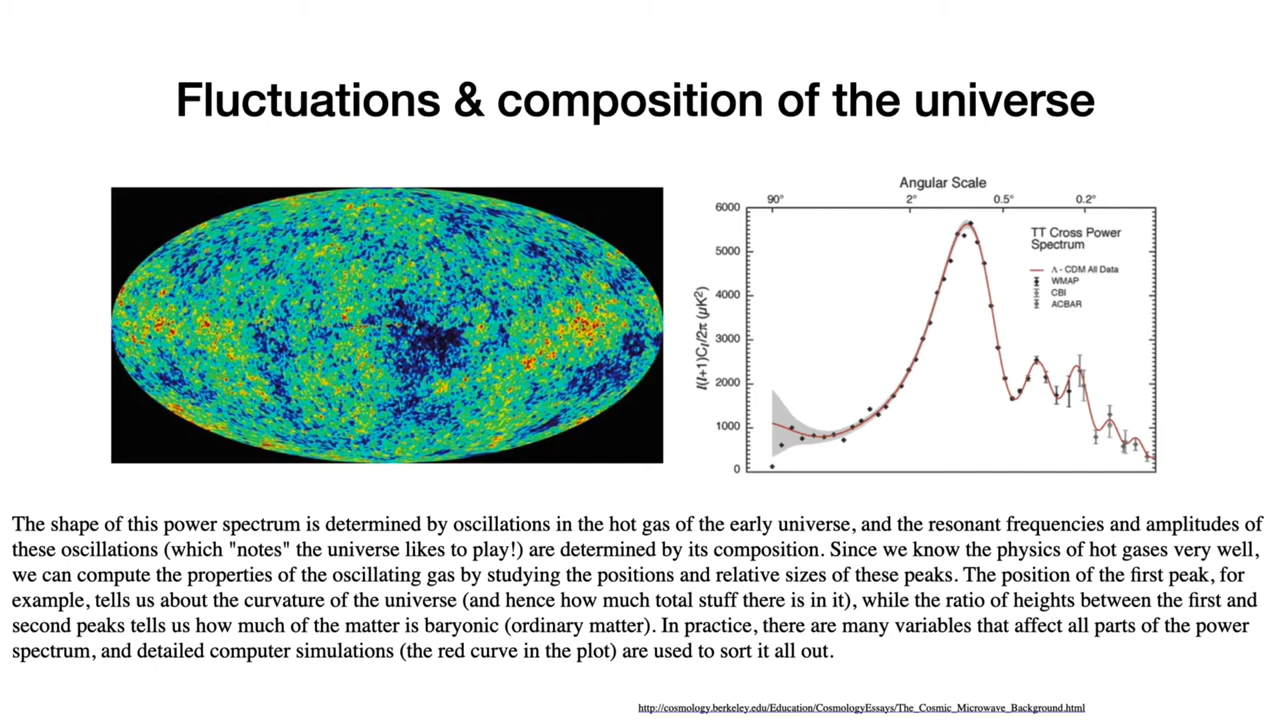 Fluctuations & composition of the universe
Angular Scale
90° 2° 0.5° 0.2°
6000
5000
4000
3000
2000
1000
0
l(l+1)Cl/2π (μK²)
TT Cross Power
Spectrum
Λ - CDM All Data
WMAP
CBI
ACBAR
The shape of this power spectrum is determined by oscillations in the hot gas of the early universe, and the resonant frequencies and amplitudes of
these oscillations (which "notes" the universe likes to play!) are determined by its composition. Since we know the physics of hot gases very well,
we can compute the properties of the oscillating gas by studying the positions and relative sizes of these peaks. The position of the first peak, for
example, tells us about the curvature of the universe (and hence how much total stuff there is in it), while the ratio of heights between the first and
second peaks tells us how much of the matter is baryonic (ordinary matter). In practice, there are many variables that affect all parts of the power
spectrum, and detailed computer simulations (the red curve in the plot) are used to sort it all out.
http://cosmology.berkeley.edu/Education/CosmologyEssays/The_Cosmic_Microwave_Background.html